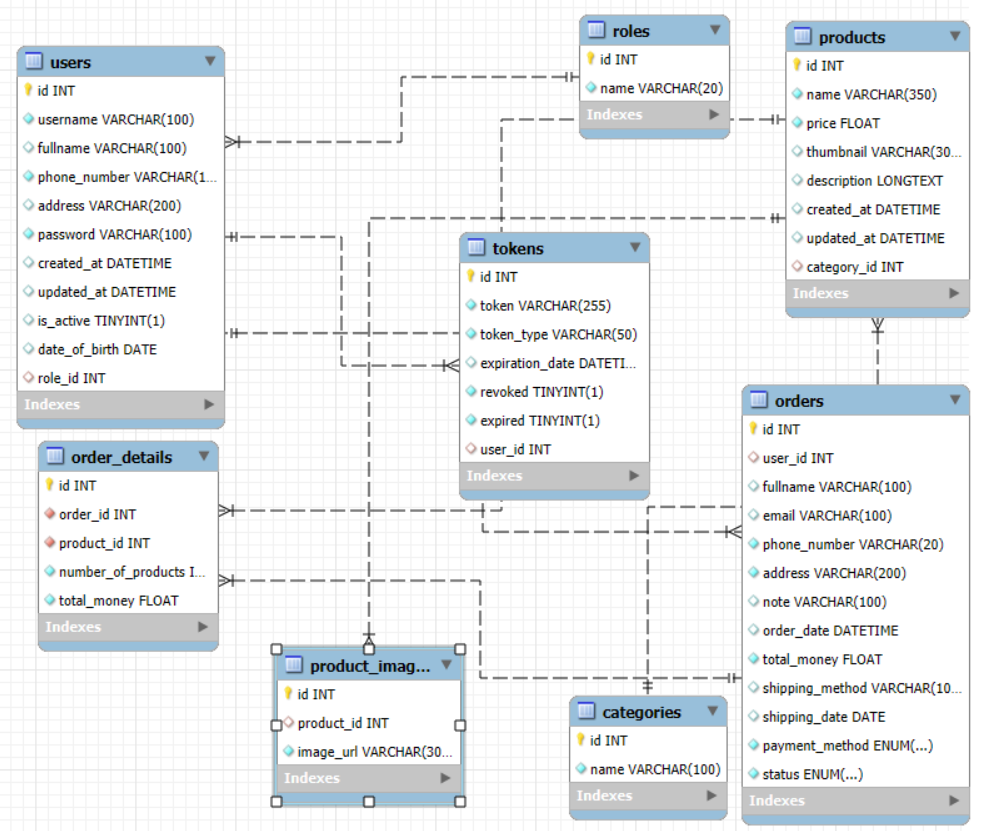 users
id INT
username VARCHAR(100)
fullname VARCHAR(100)
phone_number VARCHAR(1...
address VARCHAR(200)
password VARCHAR(100)
created_at DATETIME
updated_at DATETIME
is_active TINYINT(1)
date_of_birth DATE
role_id INT
Indexes
roles
id INT
name VARCHAR(20)
Indexes
products
id INT
name VARCHAR(350)
price FLOAT
thumbnail VARCHAR(30...
description LONGTEXT
created_at DATETIME
updated_at DATETIME
category_id INT
Indexes
tokens
id INT
token VARCHAR(255)
token_type VARCHAR(50)
expiration_date DATETI...
revoked TINYINT(1)
expired TINYINT(1)
user_id INT
Indexes
order_details
id INT
order_id INT
product_id INT
number_of_products I...
total_money FLOAT
Indexes
orders
id INT
user_id INT
fullname VARCHAR(100)
email VARCHAR(100)
phone_number VARCHAR(20)
address VARCHAR(200)
note VARCHAR(100)
order_date DATETIME
total_money FLOAT
shipping_method VARCHAR(10...
shipping_date DATE
payment_method ENUM(...)
status ENUM(...)
Indexes
product_imag...
id INT
product_id INT
image_url VARCHAR(30...
Indexes
categories
id INT
name VARCHAR(100)
Indexes